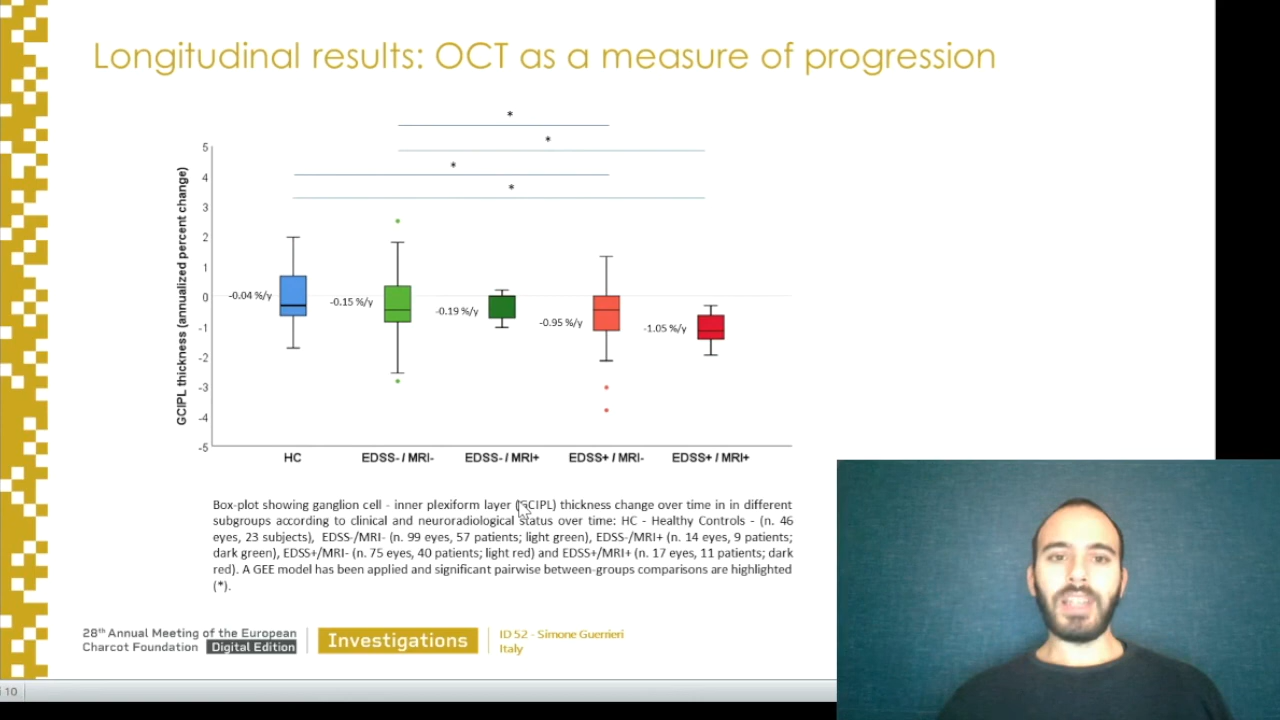 Longitudinal results: OCT as a measure of progression
*
*
*
*
GCIPL thickness (annualized percent change)
5
4
3
2
1
0
-1
-2
-3
-4
-5
-0.04 %/y
-0.15 %/y
-0.19 %/y
-0.95 %/y
-1.05 %/y
HC
EDSS- / MRI-
EDSS- / MRI+
EDSS+ / MRI-
EDSS+ / MRI+
Box-plot showing ganglion cell - inner plexiform layer (GCIPL) thickness change over time in in different
subgroups according to clinical and neuroradiological status over time: HC - Healthy Controls - (n. 46
eyes, 23 subjects), EDSS-/MRI- (n. 99 eyes, 57 patients; light green), EDSS-/MRI+ (n. 14 eyes, 9 patients;
dark green), EDSS+/MRI- (n. 75 eyes, 40 patients; light red) and EDSS+/MRI+ (n. 17 eyes, 11 patients; dark
red). A GEE model has been applied and significant pairwise between-groups comparisons are highlighted
(*).
28th Annual Meeting of the European
Charcot Foundation Digital Edition
Investigations
ID 52 - Simone Guerrieri
Italy
10